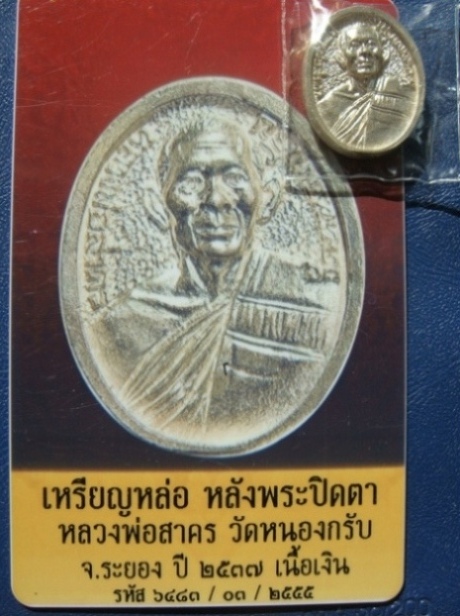 เหรียญหล่อ หลังพระปิดตา
หลวงพ่อสาคร วัดหนองกรับ
จ.ระยอง ปี ๒๕๓๗ เนื้อเงิน
รหัส ๖๔๘๓ / ๐๓ / ๒๕๕๕